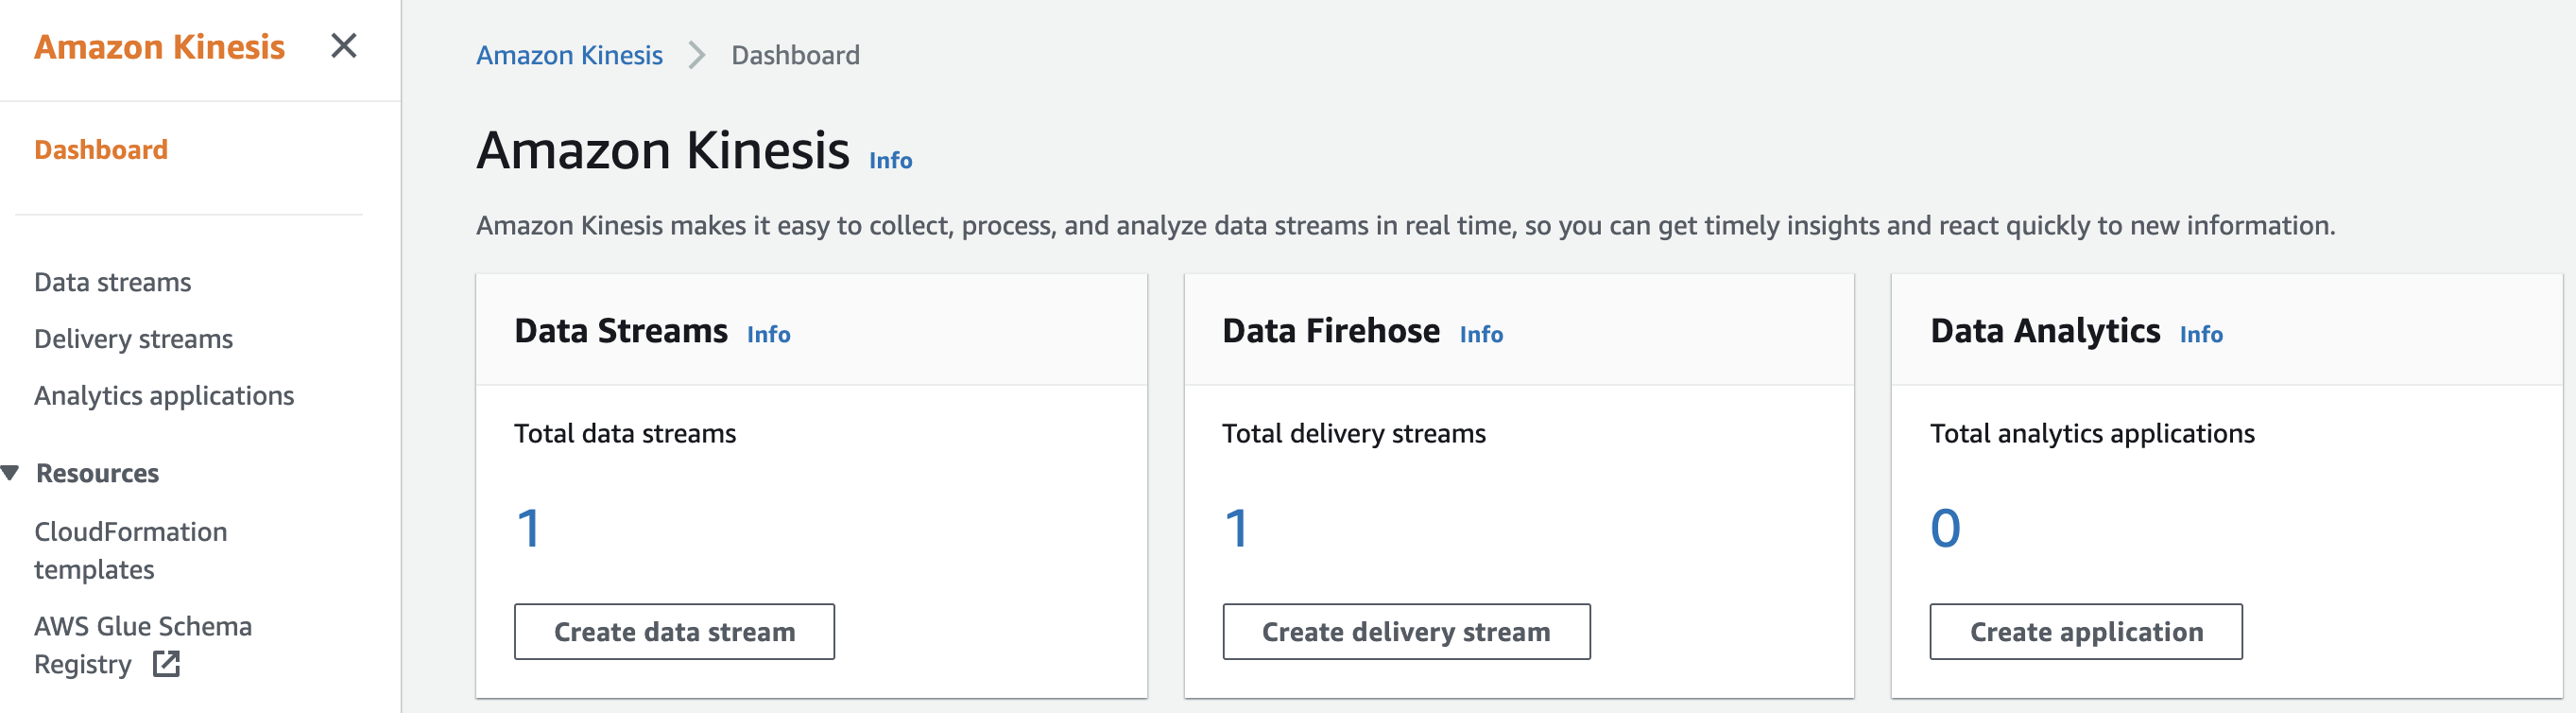 Amazon Kinesis
Dashboard
Data streams
Delivery streams
Analytics applications
Resources
CloudFormation
templates
AWS Glue Schema
Registry
Amazon Kinesis
Dashboard
Amazon Kinesis Info
Amazon Kinesis makes it easy to collect, process, and analyze data streams in real time, so you can get timely insights and react quickly to new information.
Data Streams Info
Total data streams
1
Create data stream
Data Firehose Info
Total delivery streams
1
Create delivery stream
Data Analytics Info
Total analytics applications
0
Create application